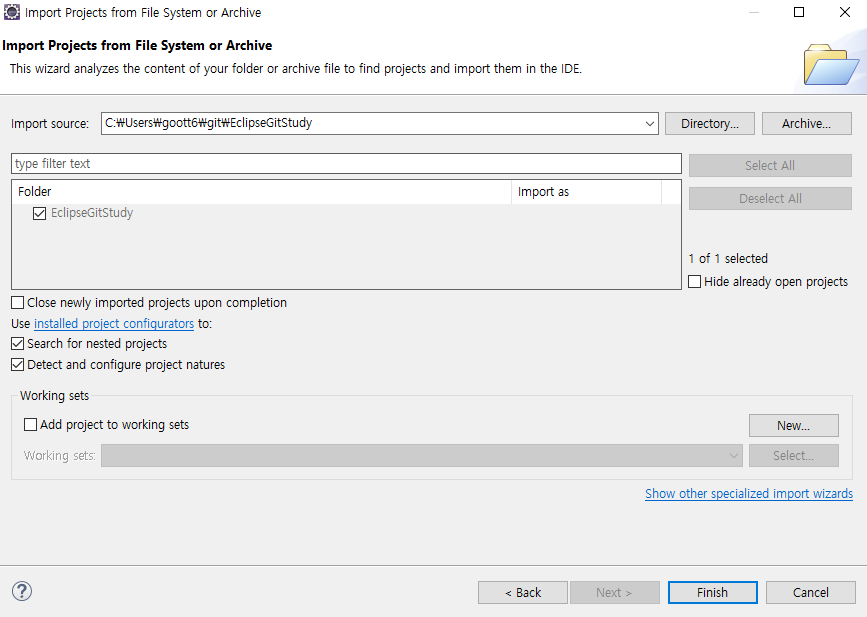 Import Projects from File System or Archive
Import Projects from File System or Archive
This wizard analyzes the content of your folder or archive file to find projects and import them in the IDE.
Import source: C:₩Users₩goott6₩git₩EclipseGitStudy Directory... Archive...
type filter text Select All
Folder Import as Deselect All
EclipseGitStudy
1 of 1 selected
Hide already open projects
Close newly imported projects upon completion
Use installed project configurators to:
Search for nested projects
Detect and configure project natures
Working sets
Add project to working sets New...
Working sets: Select...
Show other specialized import wizards
? < Back Next > Finish Cancel